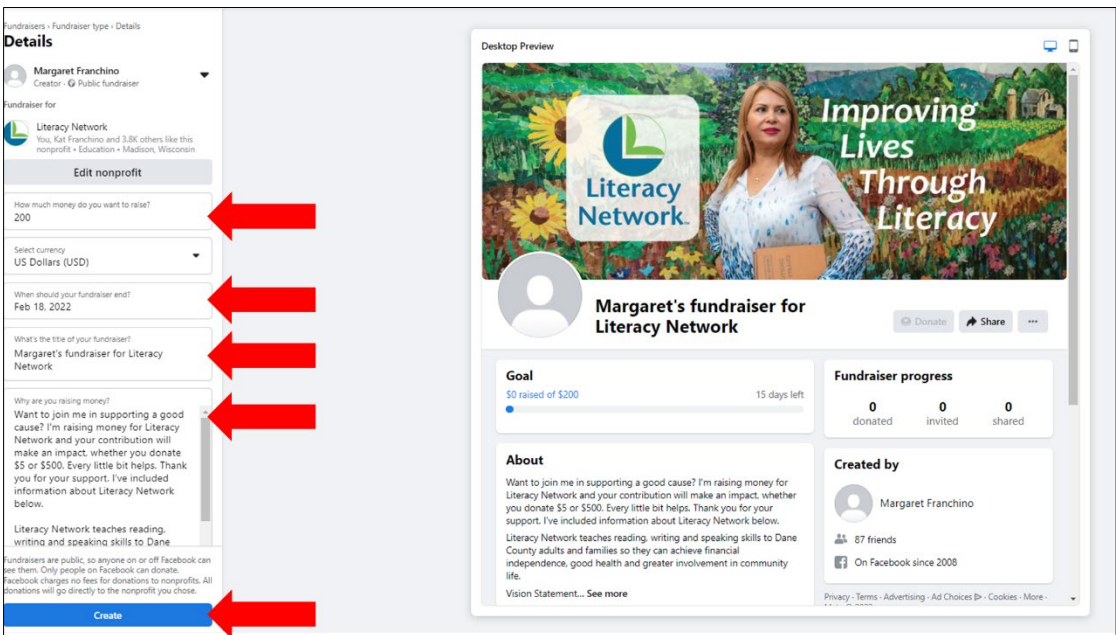 Fundraisers › Fundraiser type › Details
Details
Margaret Franchino
Creator · Public fundraiser
Fundraiser for
Literacy Network
You, Kat Franchino and 3.8K others like this
nonprofit • Education • Madison, Wisconsin
Edit nonprofit
How much money do you want to raise?
200
Select currency
US Dollars (USD)
When should your fundraiser end?
Feb 18, 2022
What's the title of your fundraiser?
Margaret's fundraiser for Literacy
Network
Why are you raising money?
Want to join me in supporting a good
cause? I'm raising money for Literacy
Network and your contribution will
make an impact, whether you donate
$5 or $500. Every little bit helps. Thank
you for your support. I've included
information about Literacy Network
below.
Literacy Network teaches reading,
writing and speaking skills to Dane
Fundraisers are public, so anyone on or off Facebook can
see them. Only people on Facebook can donate.
Facebook charges no fees for donations to nonprofits. All
donations will go directly to the nonprofit you chose.
Create
Desktop Preview
Literacy
Network
Improving
Lives
Through
Literacy
Margaret's fundraiser for
Literacy Network
Donate
Share
Goal
$0 raised of $200
15 days left
Fundraiser progress
0 0 0
donated invited shared
About
Want to join me in supporting a good cause? I'm raising money for
Literacy Network and your contribution will make an impact, whether
you donate $5 or $500. Every little bit helps. Thank you for your
support. I've included information about Literacy Network below.
Literacy Network teaches reading, writing and speaking skills to Dane
County adults and families so they can achieve financial
independence, good health and greater involvement in community
life.
Vision Statement... See more
Created by
Margaret Franchino
87 friends
On Facebook since 2008
Privacy · Terms · Advertising · Ad Choices · Cookies · More ·